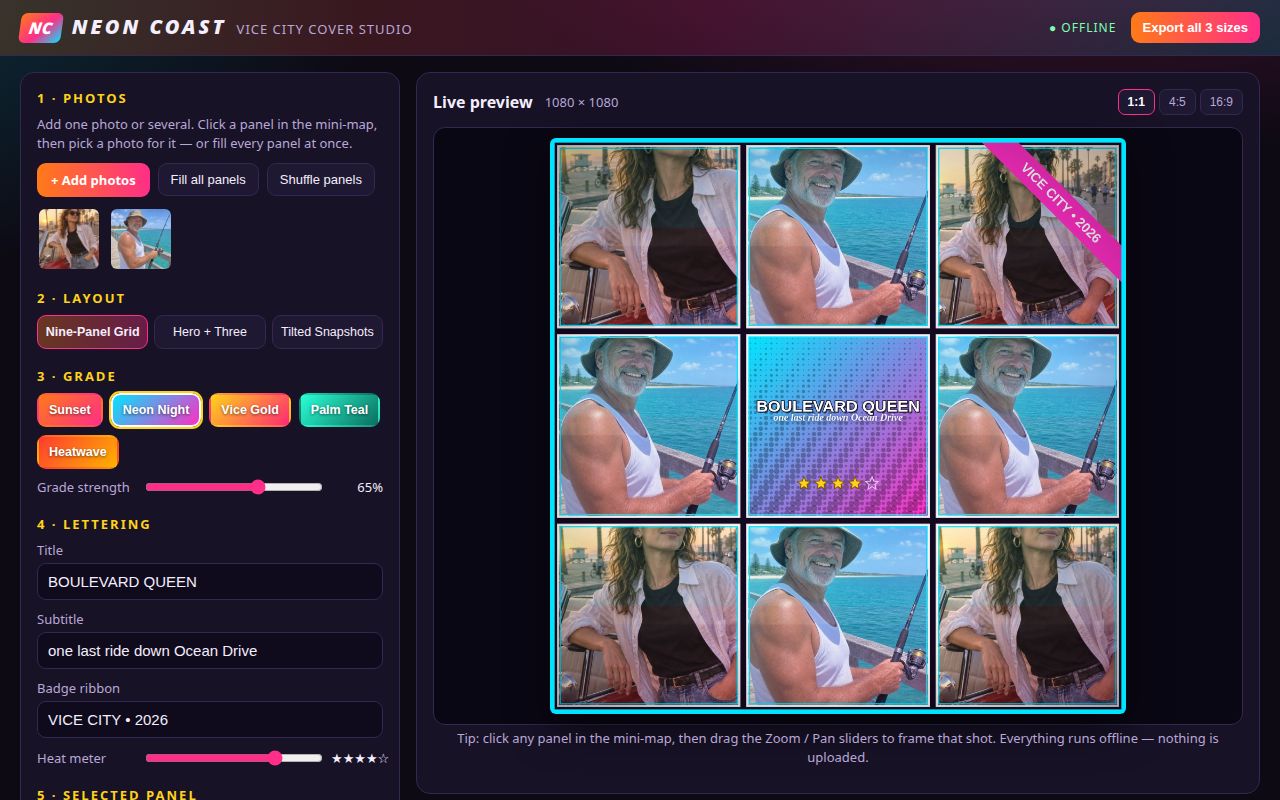 NC NEON COAST VICE CITY COVER STUDIO
● OFFLINE
Export all 3 sizes
1 · PHOTOS
Add one photo or several. Click a panel in the mini-map,
then pick a photo for it — or fill every panel at once.
+ Add photos
Fill all panels
Shuffle panels
2 · LAYOUT
Nine-Panel Grid
Hero + Three
Tilted Snapshots
3 · GRADE
Sunset
Neon Night
Vice Gold
Palm Teal
Heatwave
Grade strength 65%
4 · LETTERING
Title
BOULEVARD QUEEN
Subtitle
one last ride down Ocean Drive
Badge ribbon
VICE CITY • 2026
Heat meter ★★★★☆
5 · SELECTED PANEL
Live preview 1080 × 1080
1:1
4:5
16:9
VICE CITY • 2026
BOULEVARD QUEEN
one last ride down Ocean Drive
★★★★☆
Tip: click any panel in the mini-map, then drag the Zoom / Pan sliders to frame that shot. Everything runs offline — nothing is
uploaded.